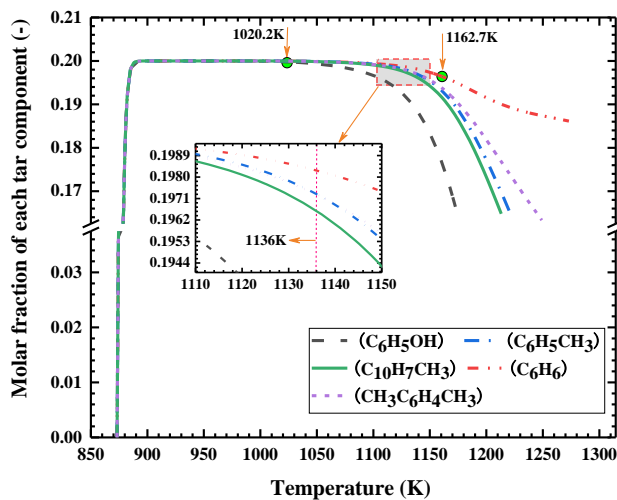 1020.2K
1162.7K
Molar fraction of each tar component (-)
0.20
0.19
0.18
0.17
0.03
0.02
0.01
0.00
0.1989
0.1980
0.1971
0.1962
0.1953
0.1944
1136K
1110 1120 1130 1140 1150
(C6H5OH) (C6H5CH3)
(C10H7CH3) (C6H6)
(CH3C6H4CH3)
850 900 950 1000 1050 1100 1150 1200 1250 1300
Temperature (K)